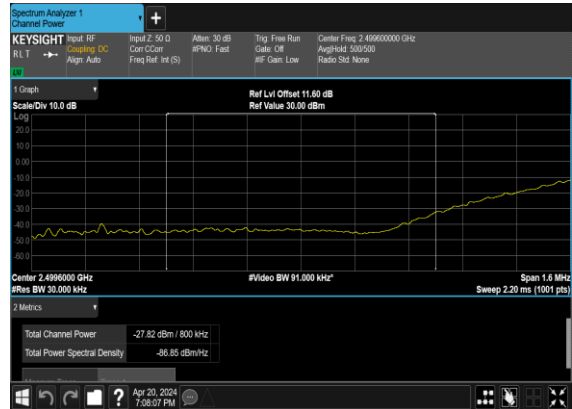 Spectrum Analyzer 1
Channel Power
+
KEYSIGHT Input: RF Input Z: 50 Ω Atten: 30 dB Trig: Free Run Center Freq: 2.499600000 GHz
RLT Coupling: DC Corr CCorr #PNO: Fast Gate: Off Avg|Hold: 500/500
Align: Auto Freq Ref: Int (S) #IF Gain: Low Radio Std: None
1 Graph
Ref Lvl Offset 11.60 dB
Scale/Div 10.0 dB Ref Value 30.00 dBm
Log
20.0
10.0
0.00
-10.0
-20.0
-30.0
-40.0
-50.0
-60.0
Center 2.4996000 GHz #Video BW 91.000 kHz* Span 1.6 MHz
#Res BW 30.000 kHz Sweep 2.20 ms (1001 pts)
2 Metrics
Total Channel Power -27.82 dBm / 800 kHz
Total Power Spectral Density -86.85 dBm/Hz
? Apr 20, 2024
7:08:07 PM